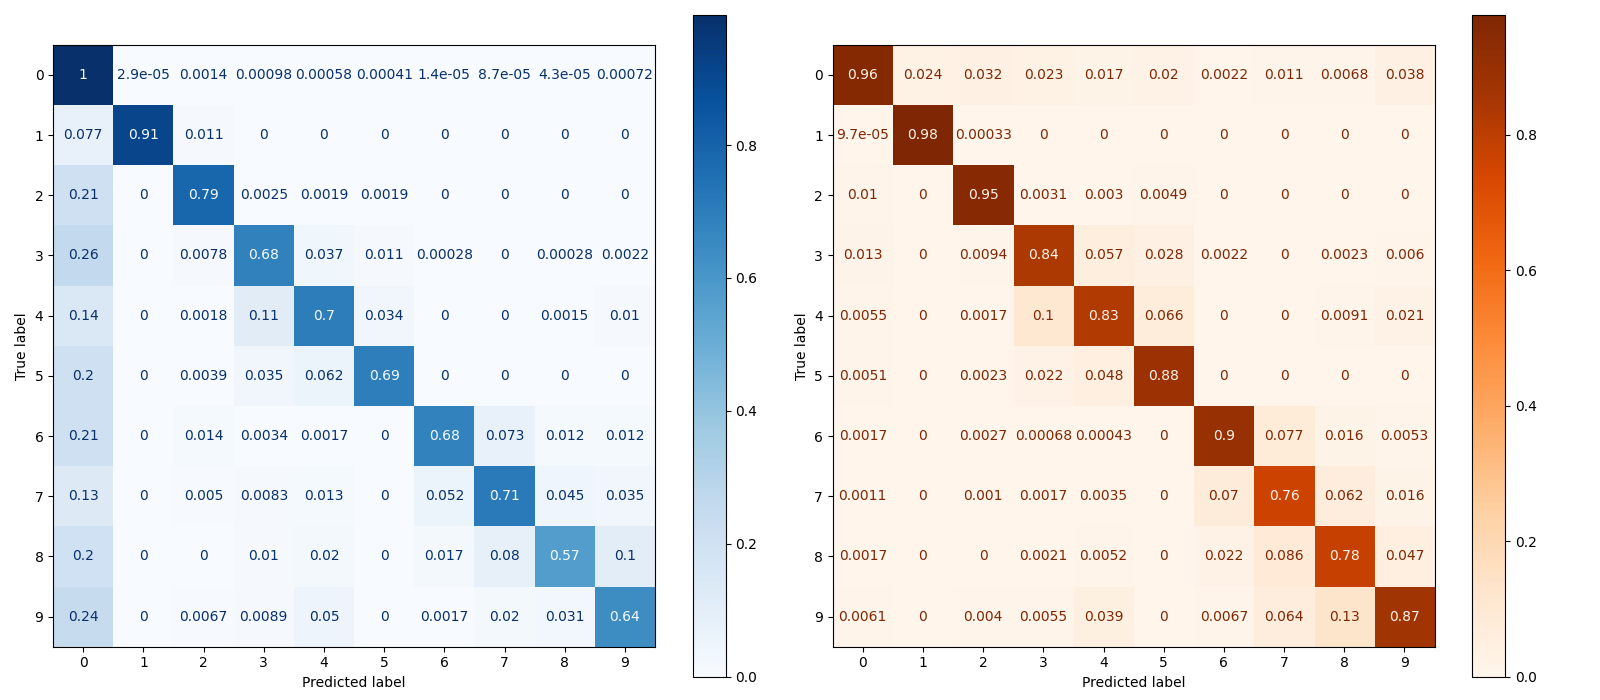 0 1 2.9e-05 0.0014 0.00098 0.00058 0.00041 1.4e-05 8.7e-05 4.3e-05 0.00072
1 0.077 0.91 0.011 0 0 0 0 0 0 0
2 0.21 0 0.79 0.0025 0.0019 0.0019 0 0 0 0
3 0.26 0 0.0078 0.68 0.037 0.011 0.00028 0 0.00028 0.0022
4 0.14 0 0.0018 0.11 0.7 0.034 0 0 0.0015 0.01
5 0.2 0 0.0039 0.035 0.062 0.69 0 0 0 0
6 0.21 0 0.014 0.0034 0.0017 0 0.68 0.073 0.012 0.012
7 0.13 0 0.005 0.0083 0.013 0 0.052 0.71 0.045 0.035
8 0.2 0 0 0.01 0.02 0 0.017 0.08 0.57 0.1
9 0.24 0 0.0067 0.0089 0.05 0 0.0017 0.02 0.031 0.64
0 1 2 3 4 5 6 7 8 9
Predicted label
True label
0.8
0.6
0.4
0.2
0.0
0 0.96 0.024 0.032 0.023 0.017 0.02 0.0022 0.011 0.0068 0.038
1 9.7e-05 0.98 0.00033 0 0 0 0 0 0 0
2 0.01 0 0.95 0.0031 0.003 0.0049 0 0 0 0
3 0.013 0 0.0094 0.84 0.057 0.028 0.0022 0 0.0023 0.006
4 0.0055 0 0.0017 0.1 0.83 0.066 0 0 0.0091 0.021
5 0.0051 0 0.0023 0.022 0.048 0.88 0 0 0 0
6 0.0017 0 0.0027 0.00068 0.00043 0 0.9 0.077 0.016 0.0053
7 0.0011 0 0.001 0.0017 0.0035 0 0.07 0.76 0.062 0.016
8 0.0017 0 0 0.0021 0.0052 0 0.022 0.086 0.78 0.047
9 0.0061 0 0.004 0.0055 0.039 0 0.0067 0.064 0.13 0.87
0 1 2 3 4 5 6 7 8 9
Predicted label
True label
0.8
0.6
0.4
0.2
0.0